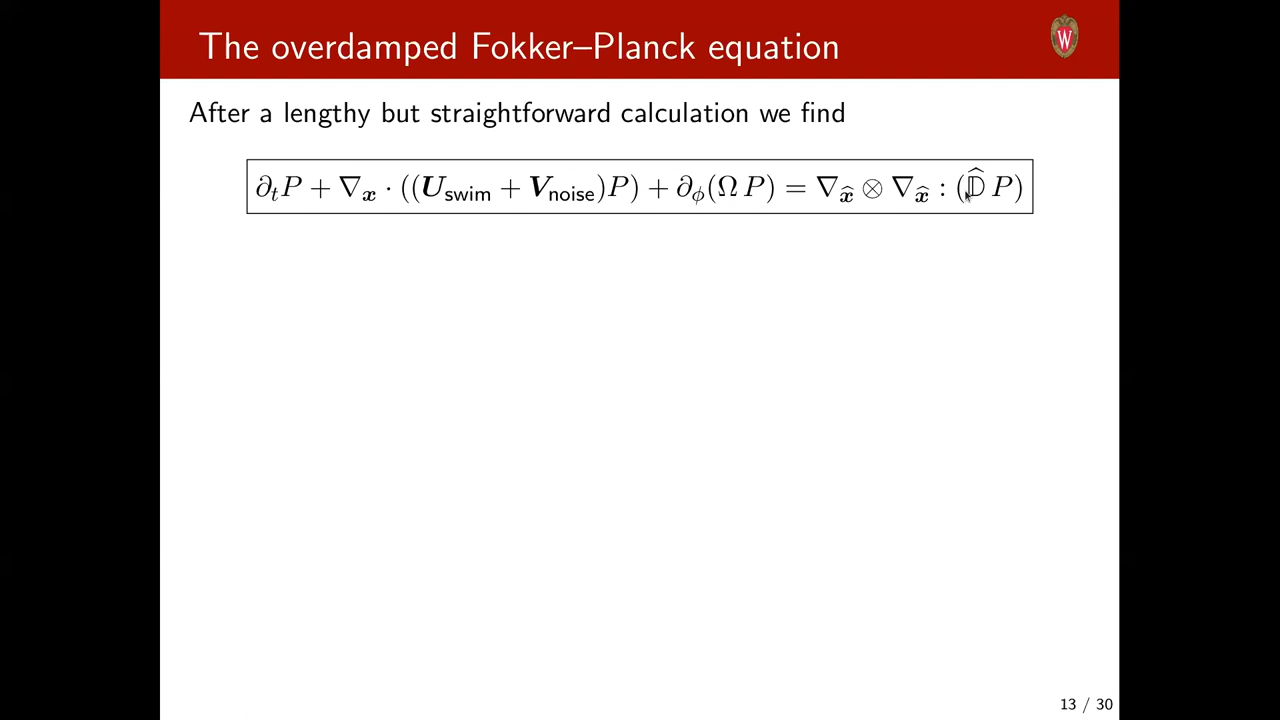 The overdamped Fokker–Planck equation
W
After a lengthy but straightforward calculation we find
∂ₜP + ∇ₓ · ((U_swim + V_noise)P) + ∂_ϕ(Ω P) = ∇_x̂ ⊗ ∇_x̂ : (𝔻̂ P)
13 / 30